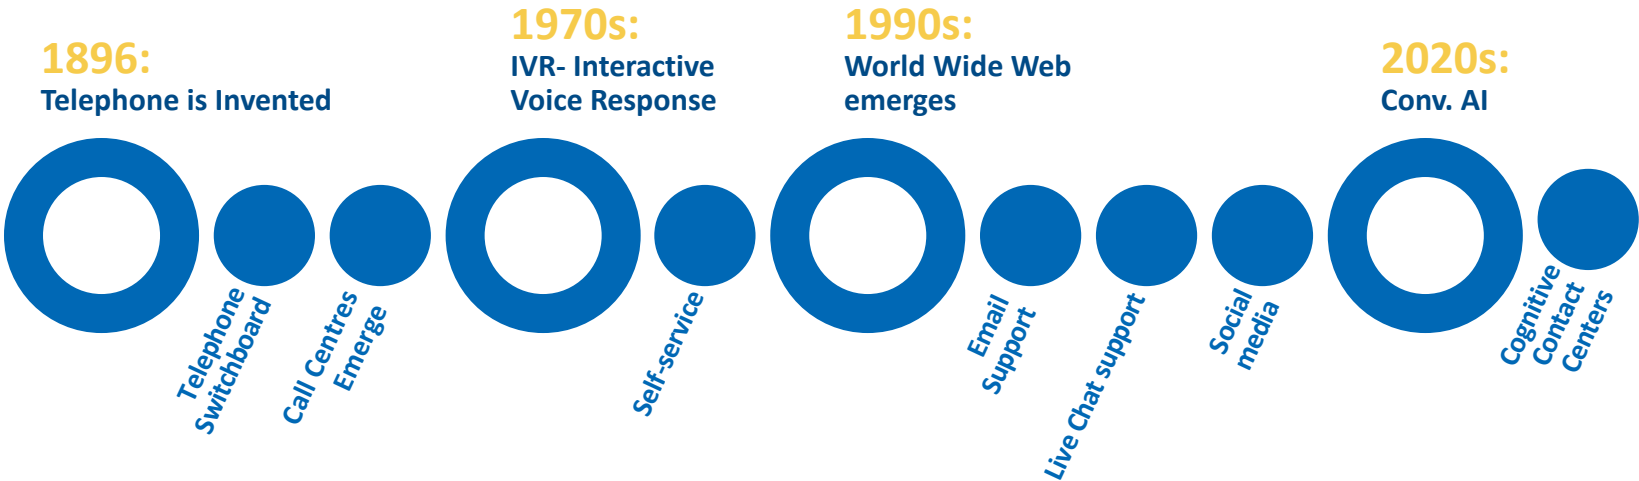 1896:
Telephone is Invented
Telephone
Switchboard
Call Centres
Emerge
1970s:
IVR- Interactive
Voice Response
Self-service
1990s:
World Wide Web
emerges
Email
Support
Live Chat support
Social
media
2020s:
Conv. AI
Cognitive
Contact
Centers